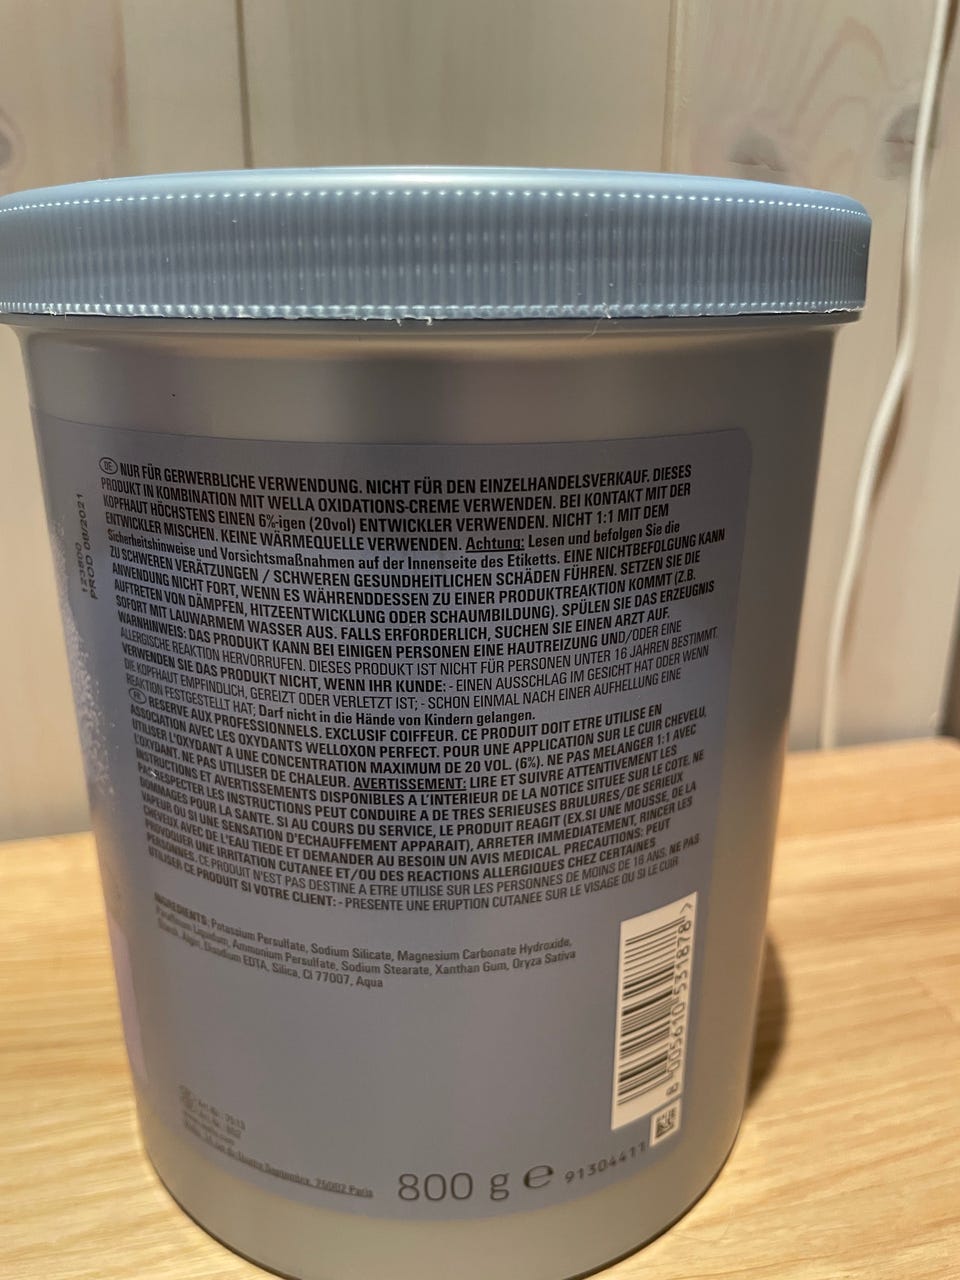 DE NUR FÜR GERWERBLICHE VERWENDUNG. NICHT FÜR DEN EINZELHANDELSVERKAUF. DIESES
PRODUKT IN KOMBINATION MIT WELLA OXIDATIONS-CREME VERWENDEN. BEI KONTAKT MIT DER
KOPFHAUT HÖCHSTENS EINEN 6%-igen (20vol) ENTWICKLER VERWENDEN. NICHT 1:1 MIT DEM
ENTWICKLER MISCHEN. KEINE WÄRMEQUELLE VERWENDEN. Achtung: Lesen und befolgen Sie die
Sicherheitshinweise und Vorsichtsmaßnahmen auf der Innenseite des Etiketts. EINE NICHTBEFOLGUNG KANN
ZU SCHWEREN VERÄTZUNGEN / SCHWEREN GESUNDHEITLICHEN SCHÄDEN FÜHREN. SETZEN SIE DIE
ANWENDUNG NICHT FORT, WENN ES WÄHRENDDESSEN ZU EINER PRODUKTREAKTION KOMMT (Z.B.
AUFTRETEN VON DÄMPFEN, HITZEENTWICKLUNG ODER SCHAUMBILDUNG). SPÜLEN SIE DAS ERZEUGNIS
SOFORT MIT LAUWARMEM WASSER AUS. FALLS ERFORDERLICH, SUCHEN SIE EINEN ARZT AUF.
WARNHINWEIS: DAS PRODUKT KANN BEI EINIGEN PERSONEN EINE HAUTREIZUNG UND/ODER EINE
ALLERGISCHE REAKTION HERVORRUFEN. DIESES PRODUKT IST NICHT FÜR PERSONEN UNTER 16 JAHREN BESTIMMT.
VERWENDEN SIE DAS PRODUKT NICHT, WENN IHR KUNDE: - EINEN AUSSCHLAG IM GESICHT HAT ODER WENN
DIE KOPFHAUT EMPFINDLICH, GEREIZT ODER VERLETZT IST; - SCHON EINMAL NACH EINER AUFHELLUNG EINE
REAKTION FESTGESTELLT HAT; Darf nicht in die Hände von Kindern gelangen.
FR RESERVE AUX PROFESSIONNELS. EXCLUSIF COIFFEUR. CE PRODUIT DOIT ETRE UTILISE EN
ASSOCIATION AVEC LES OXYDANTS WELLOXON PERFECT. POUR UNE APPLICATION SUR LE CUIR CHEVELU,
UTILISER L'OXYDANT A UNE CONCENTRATION MAXIMUM DE 20 VOL. (6%). NE PAS MELANGER 1:1 AVEC
L'OXYDANT. NE PAS UTILISER DE CHALEUR. AVERTISSEMENT: LIRE ET SUIVRE ATTENTIVEMENT LES
INSTRUCTIONS ET AVERTISSEMENTS DISPONIBLES A L'INTERIEUR DE LA NOTICE SITUEE SUR LE COTE. NE
PAS RESPECTER LES INSTRUCTIONS PEUT CONDUIRE A DE TRES SERIEUSES BRULURES/DE SERIEUX
DOMMAGES POUR LA SANTE. SI AU COURS DU SERVICE, LE PRODUIT REAGIT (EX.SI UNE MOUSSE, DE LA
VAPEUR OU SI UNE SENSATION D'ECHAUFFEMENT APPARAIT), ARRETER IMMEDIATEMENT, RINCER LES
CHEVEUX AVEC DE L'EAU TIEDE ET DEMANDER AU BESOIN UN AVIS MEDICAL. PRECAUTIONS: PEUT
PROVOQUER UNE IRRITATION CUTANEE ET/OU DES REACTIONS ALLERGIQUES CHEZ CERTAINES
PERSONNES. CE PRODUIT N'EST PAS DESTINE A ETRE UTILISE SUR LES PERSONNES DE MOINS DE 16 ANS. NE PAS
UTILISER CE PRODUIT SI VOTRE CLIENT: - PRESENTE UNE ERUPTION CUTANEE SUR LE VISAGE OU SI LE CUIR
123800
PROD 08/2021
INGREDIENTS: Potassium Persulfate, Sodium Silicate, Magnesium Carbonate Hydroxide,
Paraffinum Liquidum, Ammonium Persulfate, Sodium Stearate, Xanthan Gum, Oryza Sativa
Starch, Algin, Disodium EDTA, Silica, CI 77007, Aqua
75002 Paris
800 g e
91304411
8 005610 531878 >